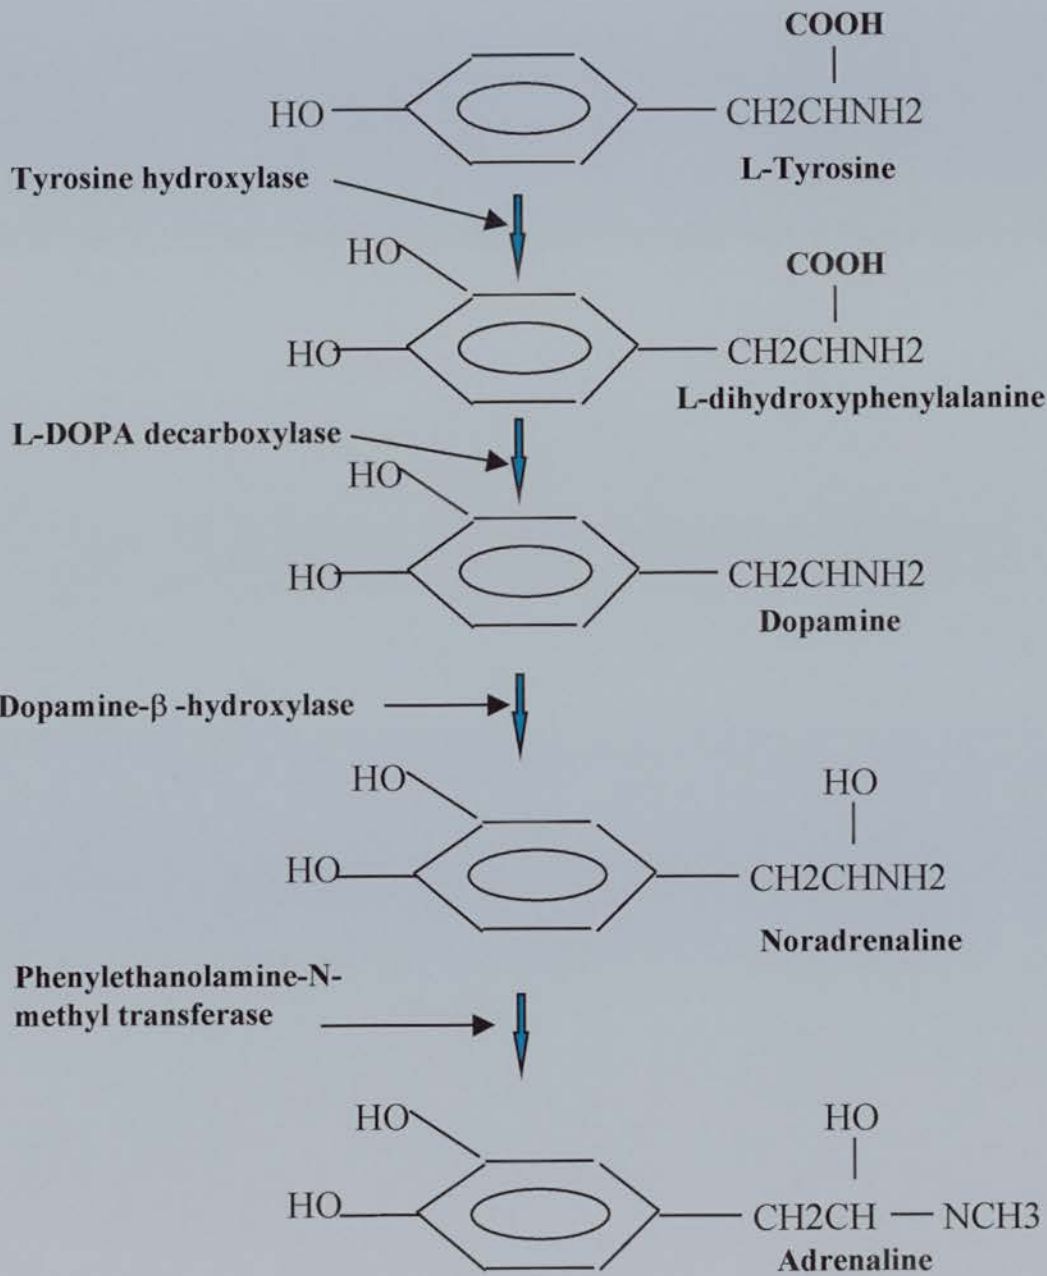 COOH
HO
CH2CHNH2
L-Tyrosine
Tyrosine hydroxylase
HO
COOH
HO
CH2CHNH2
L-dihydroxyphenylalanine
L-DOPA decarboxylase
HO
HO
CH2CHNH2
Dopamine
Dopamine-β -hydroxylase
HO
HO
HO
CH2CHNH2
Noradrenaline
Phenylethanolamine-N-
methyl transferase
HO
HO
HO
CH2CH — NCH3
Adrenaline